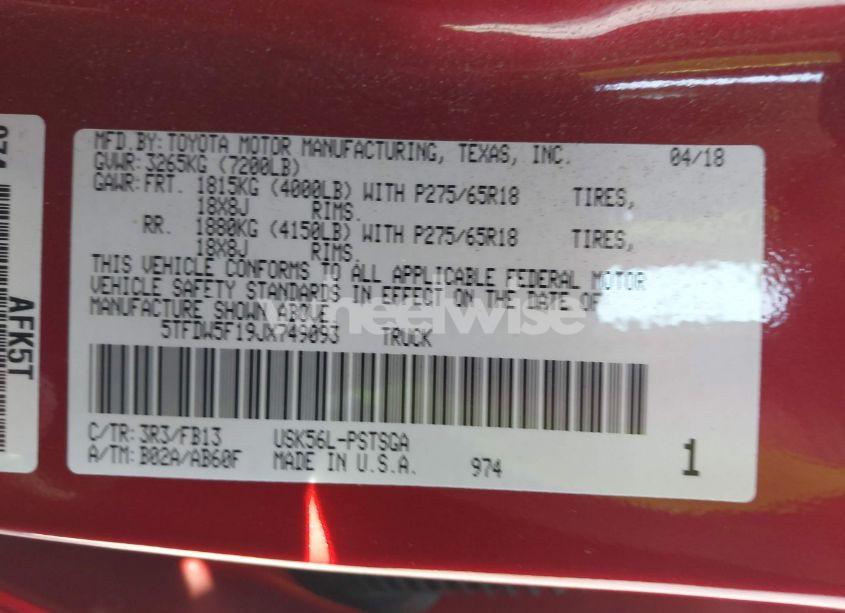 MFD.BY:TOYOTA MOTOR MANUFACTURING, TEXAS, INC. 04/18
GVWR:3265KG (7200LB)
GAWR:FRT. 1815KG (4000LB) WITH P275/65R18 TIRES,
18X8J RIMS.
RR. 1880KG (4150LB) WITH P275/65R18 TIRES,
18X8J RIMS.
THIS VEHICLE CONFORMS TO ALL APPLICABLE FEDERAL MOTOR
VEHICLE SAFETY STANDARDS IN EFFECT ON THE DATE OF
MANUFACTURE SHOWN ABOVE.
5TFDW5F19JX749093 TRUCK
C/TR:3R3/FB13 USK56L-PSTSGA
A/TM:B02A/AB60F MADE IN U.S.A. 974
1
AFK5T
wheelwise